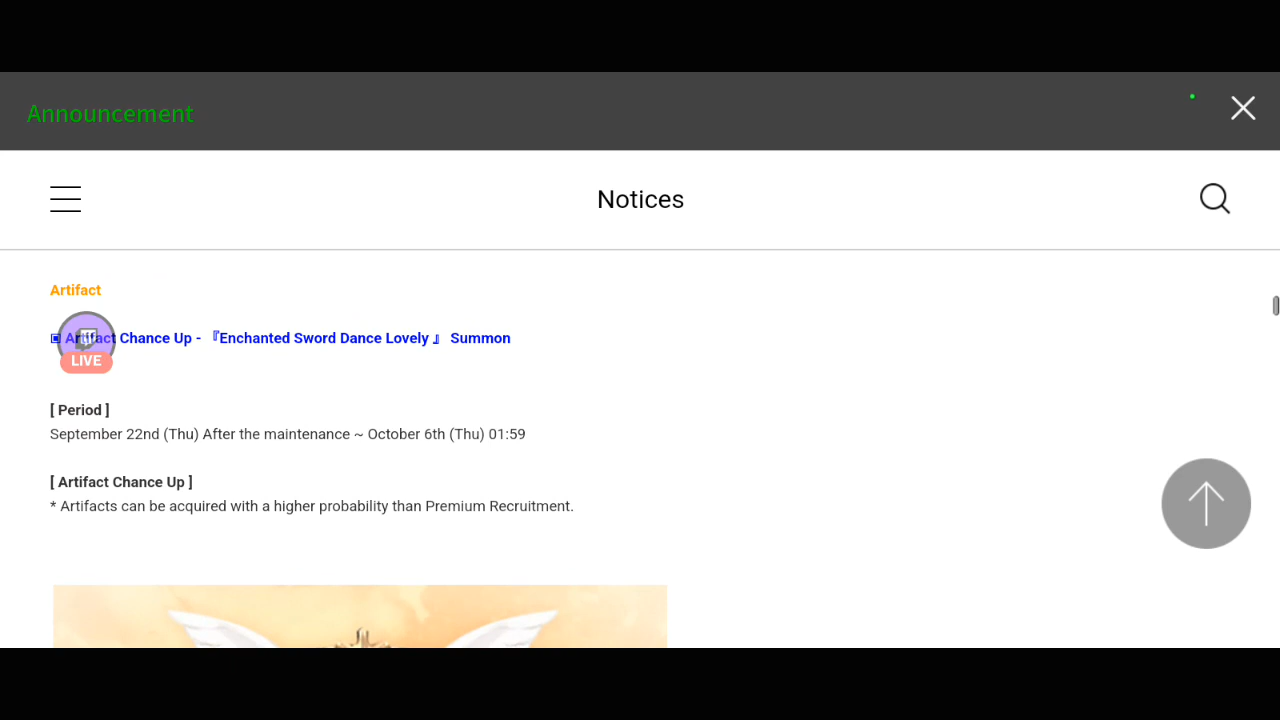 Announcement
Notices
Artifact
▣ Artifact Chance Up - 『Enchanted Sword Dance Lovely 』 Summon
LIVE
[ Period ]
September 22nd (Thu) After the maintenance ~ October 6th (Thu) 01:59
[ Artifact Chance Up ]
* Artifacts can be acquired with a higher probability than Premium Recruitment.